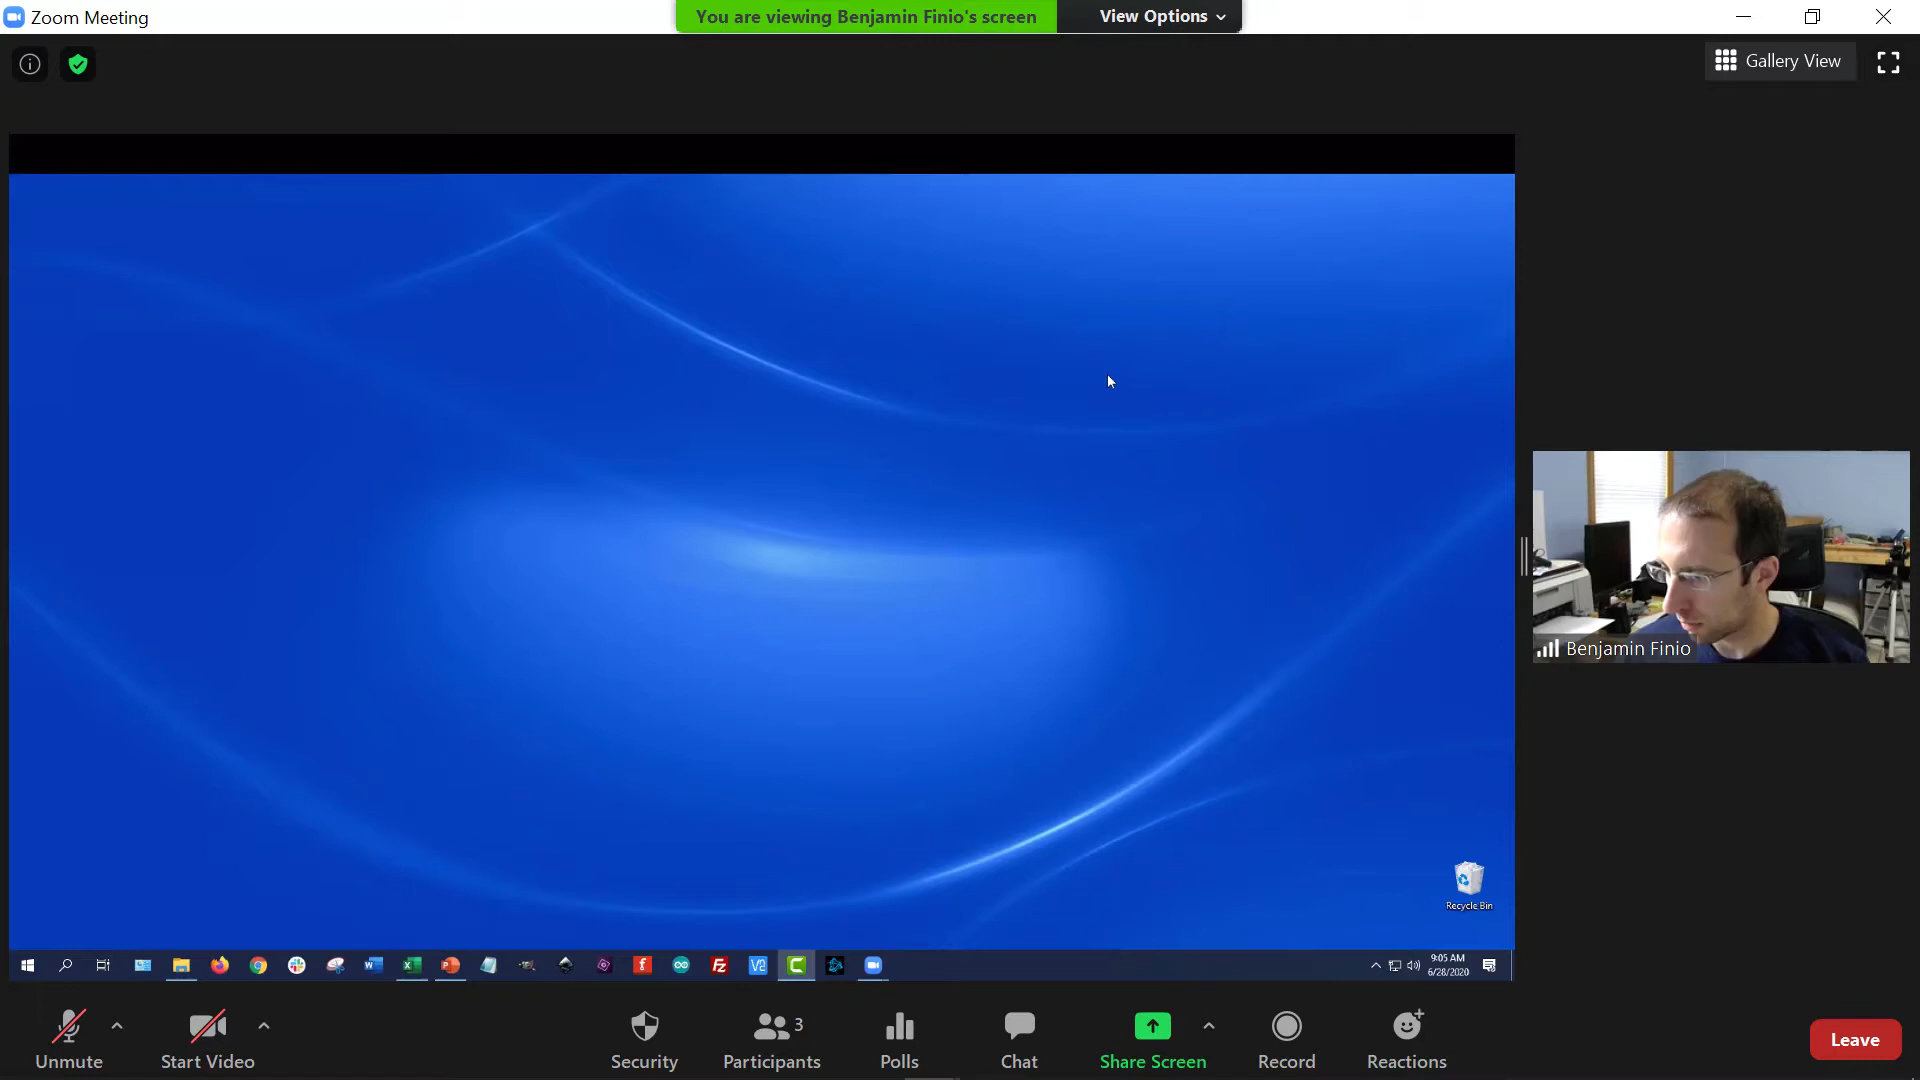 Zoom Meeting
You are viewing Benjamin Finio's screen
View Options
Gallery View
Benjamin Finio
Recycle Bin
9:05 AM
6/28/2020
Unmute
Start Video
Security
3
Participants
Polls
Chat
Share Screen
Record
Reactions
Leave